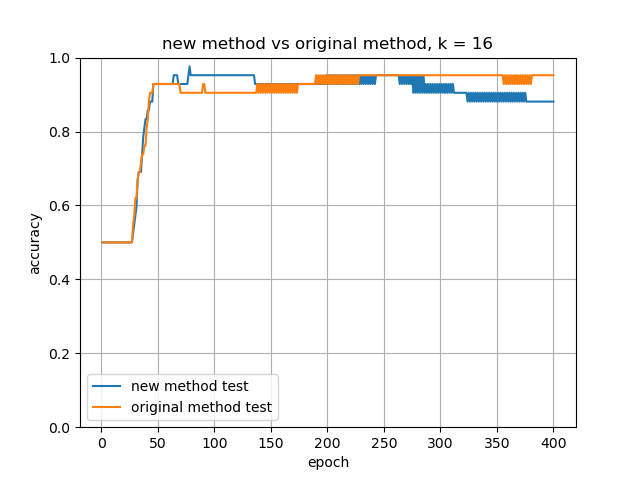 new method vs original method, k = 16
1.0
0.8
0.6
0.4
0.2
0.0
accuracy
new method test
original method test
0 50 100 150 200 250 300 350 400
epoch